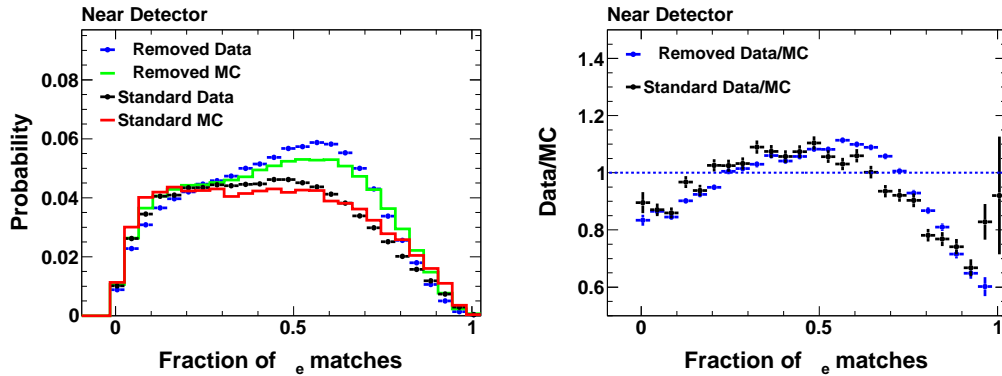 Near Detector
Removed Data
Removed MC
Standard Data
Standard MC
Probability
0.08
0.06
0.04
0.02
0
0
0.5
1
Fraction of e matches
Near Detector
Removed Data/MC
Standard Data/MC
Data/MC
1.4
1.2
1
0.8
0.6
0
0.5
1
Fraction of e matches